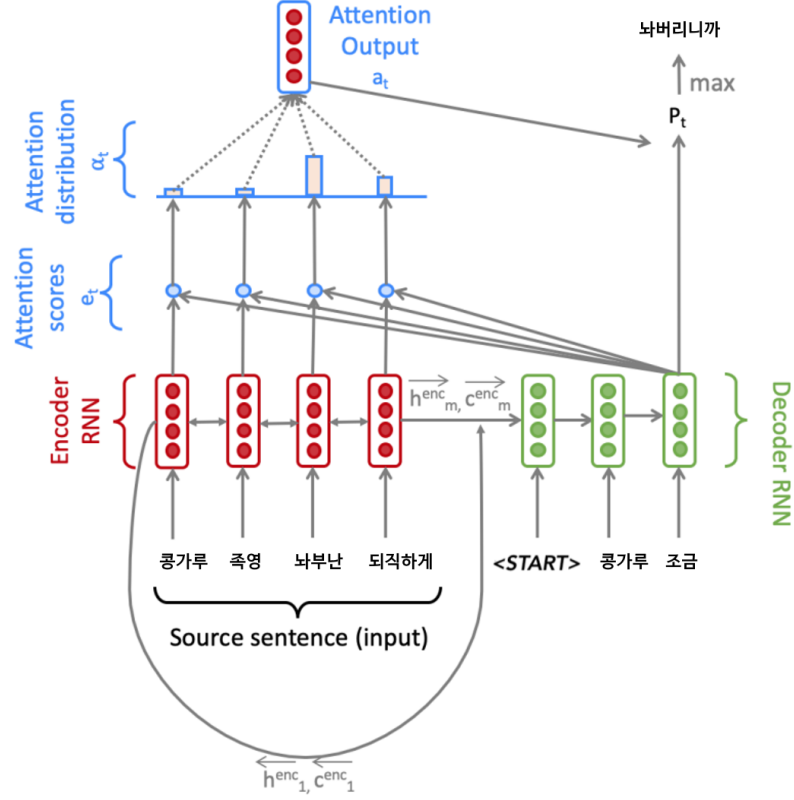 Attention
Output
a_t
놔버리니까
max
P_t
Attention
distribution
α_t
Attention
scores
e_t
Encoder
RNN
h^enc_m, c^enc_m
Decoder RNN
콩가루 족영 놔부난 되직하게 <START> 콩가루 조금
Source sentence (input)
h^enc_1, c^enc_1